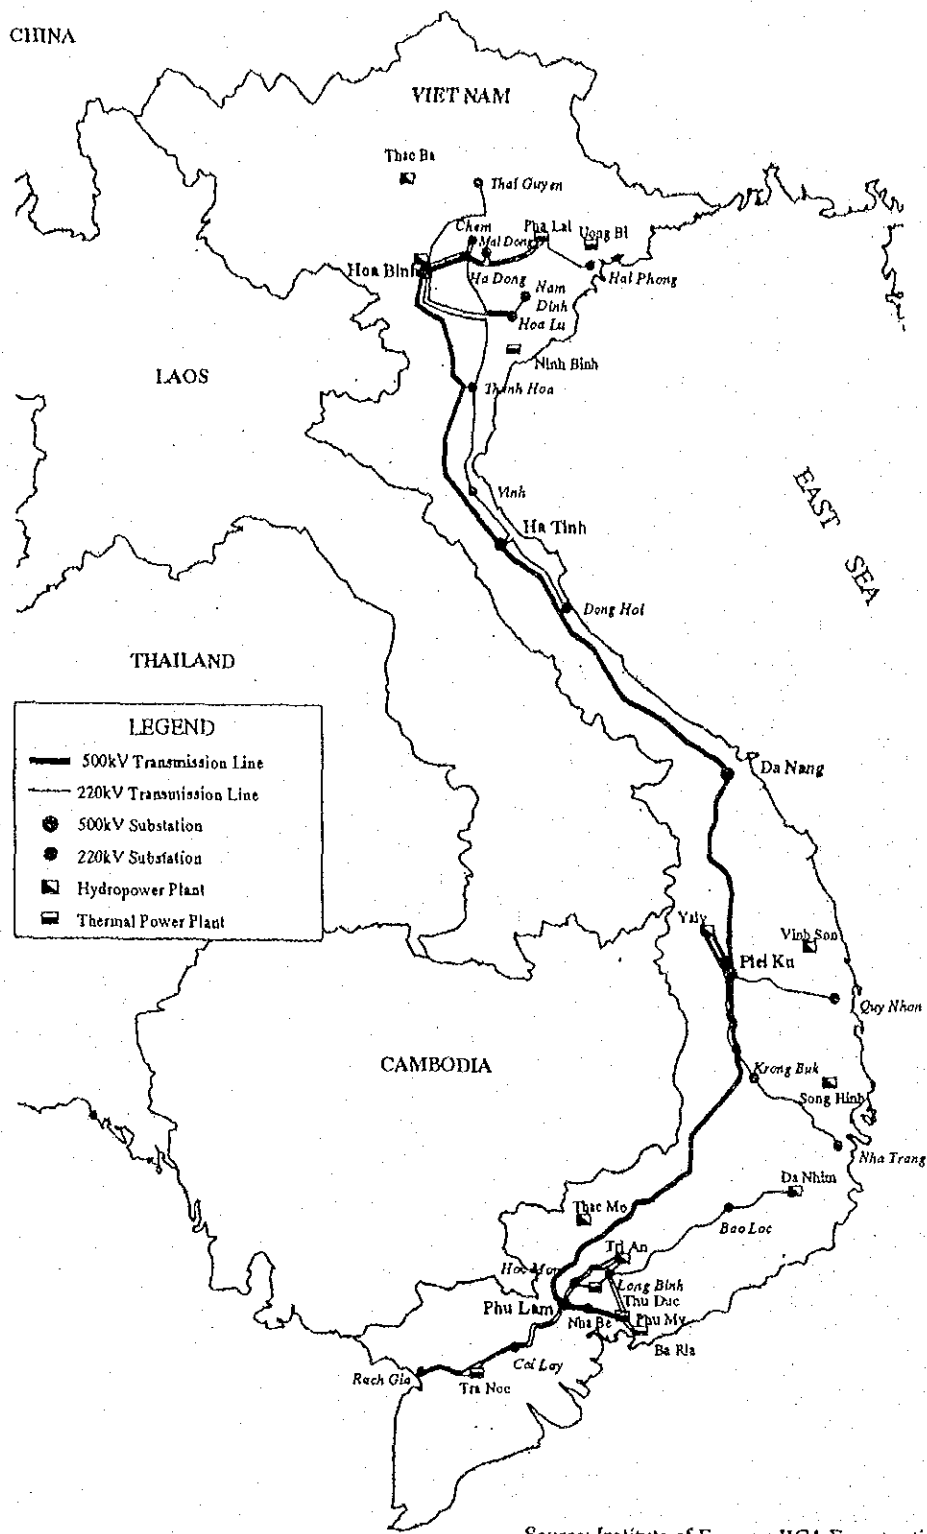 CHINA
VIET NAM
Thac Ba
Thai Guyen
Chem
Mai Dong
Pha Lai
Uong Bi
Hoa Binh
Ha Dong
Hai Phong
Nam
Dinh
Hoa Lu
Ninh Binh
LAOS
Thanh Hoa
Vinh
EAST SEA
Ha Tinh
Dong Hoi
THAILAND
LEGEND
500kV Transmission Line
220kV Transmission Line
500kV Substation
220kV Substation
Hydropower Plant
Thermal Power Plant
Da Nang
Yaly
Vinh Son
Plei Ku
Quy Nhon
CAMBODIA
Krong Buk
Song Hinh
Nha Trang
Da Nhim
Thac Mo
Bao Loc
Tri An
Hoc Mon
Long Binh
Phu Lam
Thu Duc
Nha Be
Phu My
Ba Ria
Cai Lay
Rach Gia
Tra Noc